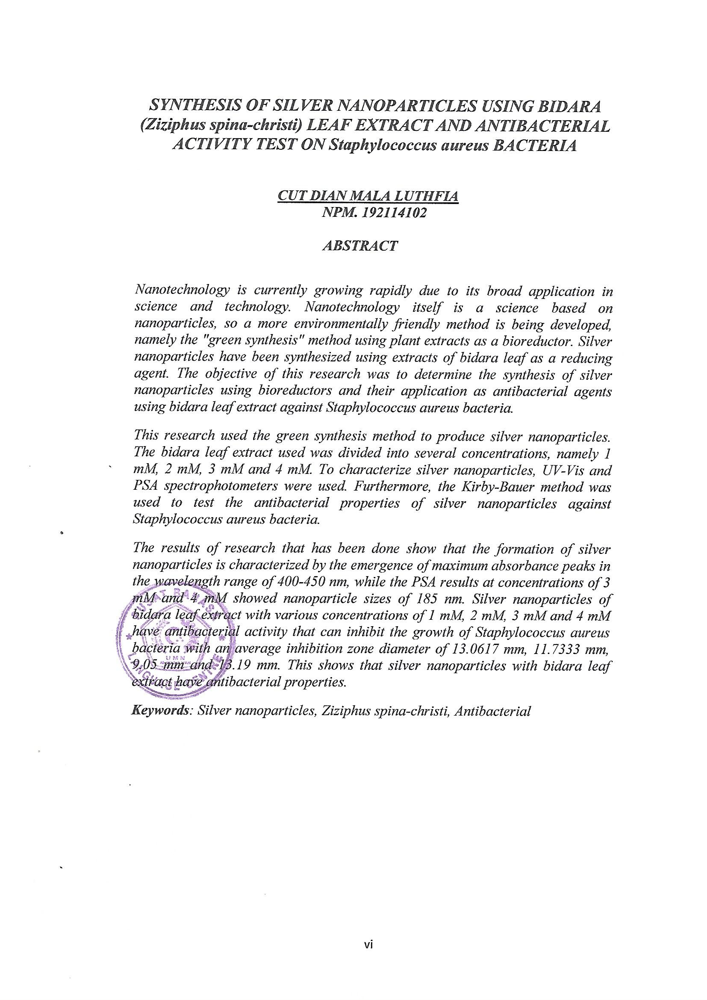 SYNTHESIS OF SILVER NANOPARTICLES USING BIDARA
(Ziziphus spina-christi) LEAF EXTRACT AND ANTIBACTERIAL
ACTIVITY TEST ON Staphylococcus aureus BACTERIA
CUT DIAN MALA LUTHFIA
NPM. 192114102
ABSTRACT
Nanotechnology is currently growing rapidly due to its broad application in
science and technology. Nanotechnology itself is a science based on
nanoparticles, so a more environmentally friendly method is being developed,
namely the "green synthesis" method using plant extracts as a bioreductor. Silver
nanoparticles have been synthesized using extracts of bidara leaf as a reducing
agent. The objective of this research was to determine the synthesis of silver
nanoparticles using bioreductors and their application as antibacterial agents
using bidara leaf extract against Staphylococcus aureus bacteria.
This research used the green synthesis method to produce silver nanoparticles.
The bidara leaf extract used was divided into several concentrations, namely 1
mM, 2 mM, 3 mM and 4 mM. To characterize silver nanoparticles, UV-Vis and
PSA spectrophotometers were used. Furthermore, the Kirby-Bauer method was
used to test the antibacterial properties of silver nanoparticles against
Staphylococcus aureus bacteria.
The results of research that has been done show that the formation of silver
nanoparticles is characterized by the emergence of maximum absorbance peaks in
the wavelength range of 400-450 nm, while the PSA results at concentrations of 3
mM and 4 mM showed nanoparticle sizes of 185 nm. Silver nanoparticles of
bidara leaf extract with various concentrations of 1 mM, 2 mM, 3 mM and 4 mM
have antibacterial activity that can inhibit the growth of Staphylococcus aureus
bacteria with an average inhibition zone diameter of 13.0617 mm, 11.7333 mm,
9.05 mm and 13.19 mm. This shows that silver nanoparticles with bidara leaf
extract have antibacterial properties.
PUSAT BAHASA
UMN
LANGUAGE CENTRE
Keywords: Silver nanoparticles, Ziziphus spina-christi, Antibacterial
vi